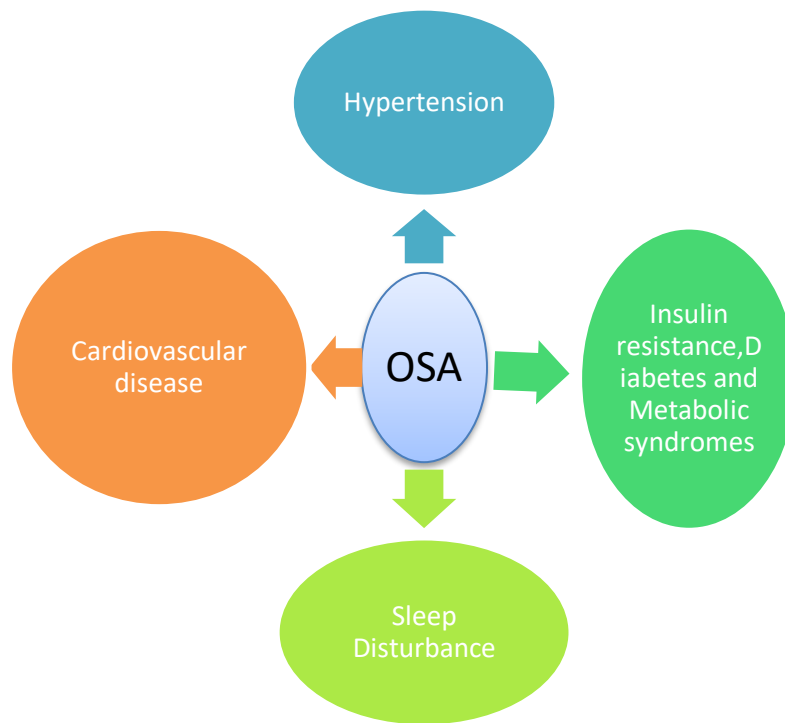 Hypertension
Cardiovascular
disease
OSA
Insulin
resistance,D
iabetes and
Metabolic
syndromes
Sleep
Disturbance